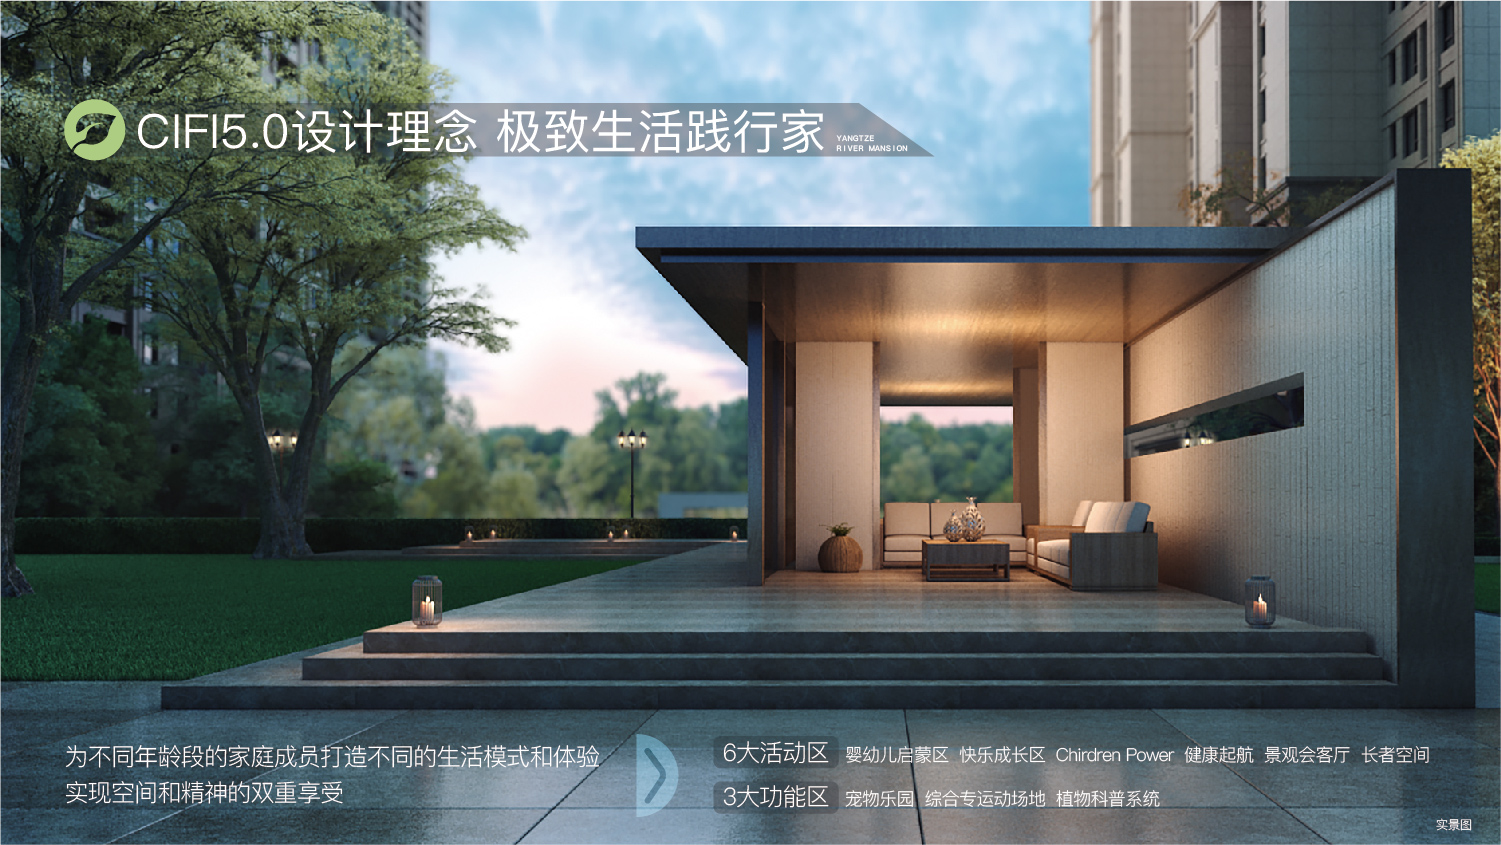 CIFI5.0设计理念 极致生活践行家
YANGTZE
RIVER MANSION
为不同年龄段的家庭成员打造不同的生活模式和体验
实现空间和精神的双重享受
6大活动区 婴幼儿启蒙区 快乐成长区 Chirdren Power 健康起航 景观会客厅 长者空间
3大功能区 宠物乐园 综合专运动场地 植物科普系统
实景图